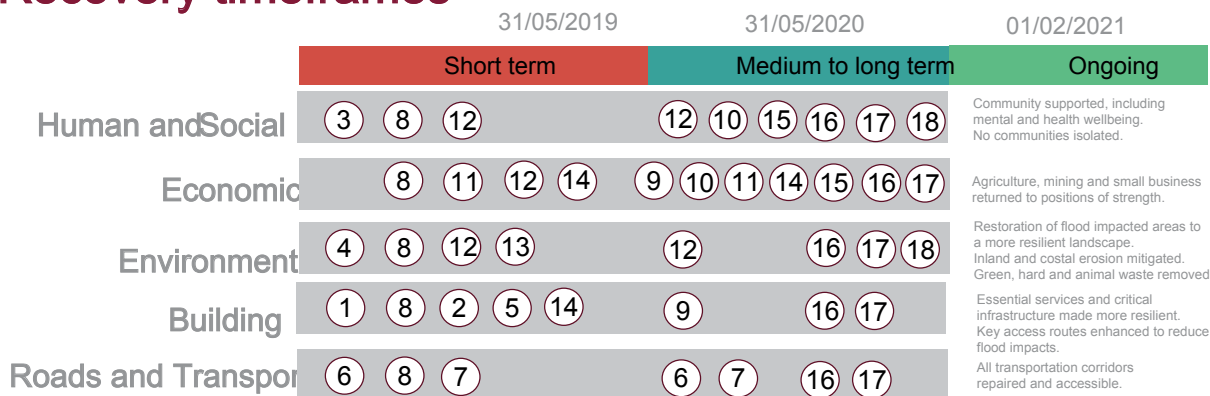 Recovery timeframes
31/05/2019 31/05/2020 01/02/2021
Short term Medium to long term Ongoing
Human andSocial 3 8 12 12 10 15 16 17 18
Community supported, including
mental and health wellbeing.
No communities isolated.
Economic 8 11 12 14 9 10 11 14 15 16 17
Agriculture, mining and small business
returned to positions of strength.
Environment 4 8 12 13 12 16 17 18
Restoration of flood impacted areas to
a more resilient landscape.
Inland and costal erosion mitigated.
Green, hard and animal waste removed
Building 1 8 2 5 14 9 16 17
Essential services and critical
infrastructure made more resilient.
Key access routes enhanced to reduce
flood impacts.
Roads and Transpor 6 8 7 6 7 16 17
All transportation corridors
repaired and accessible.